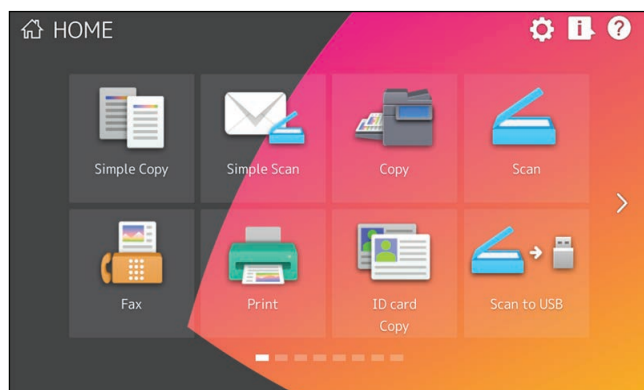 HOME
Simple Copy
Simple Scan
Copy
Scan
Fax
Print
ID card
Copy
Scan to USB